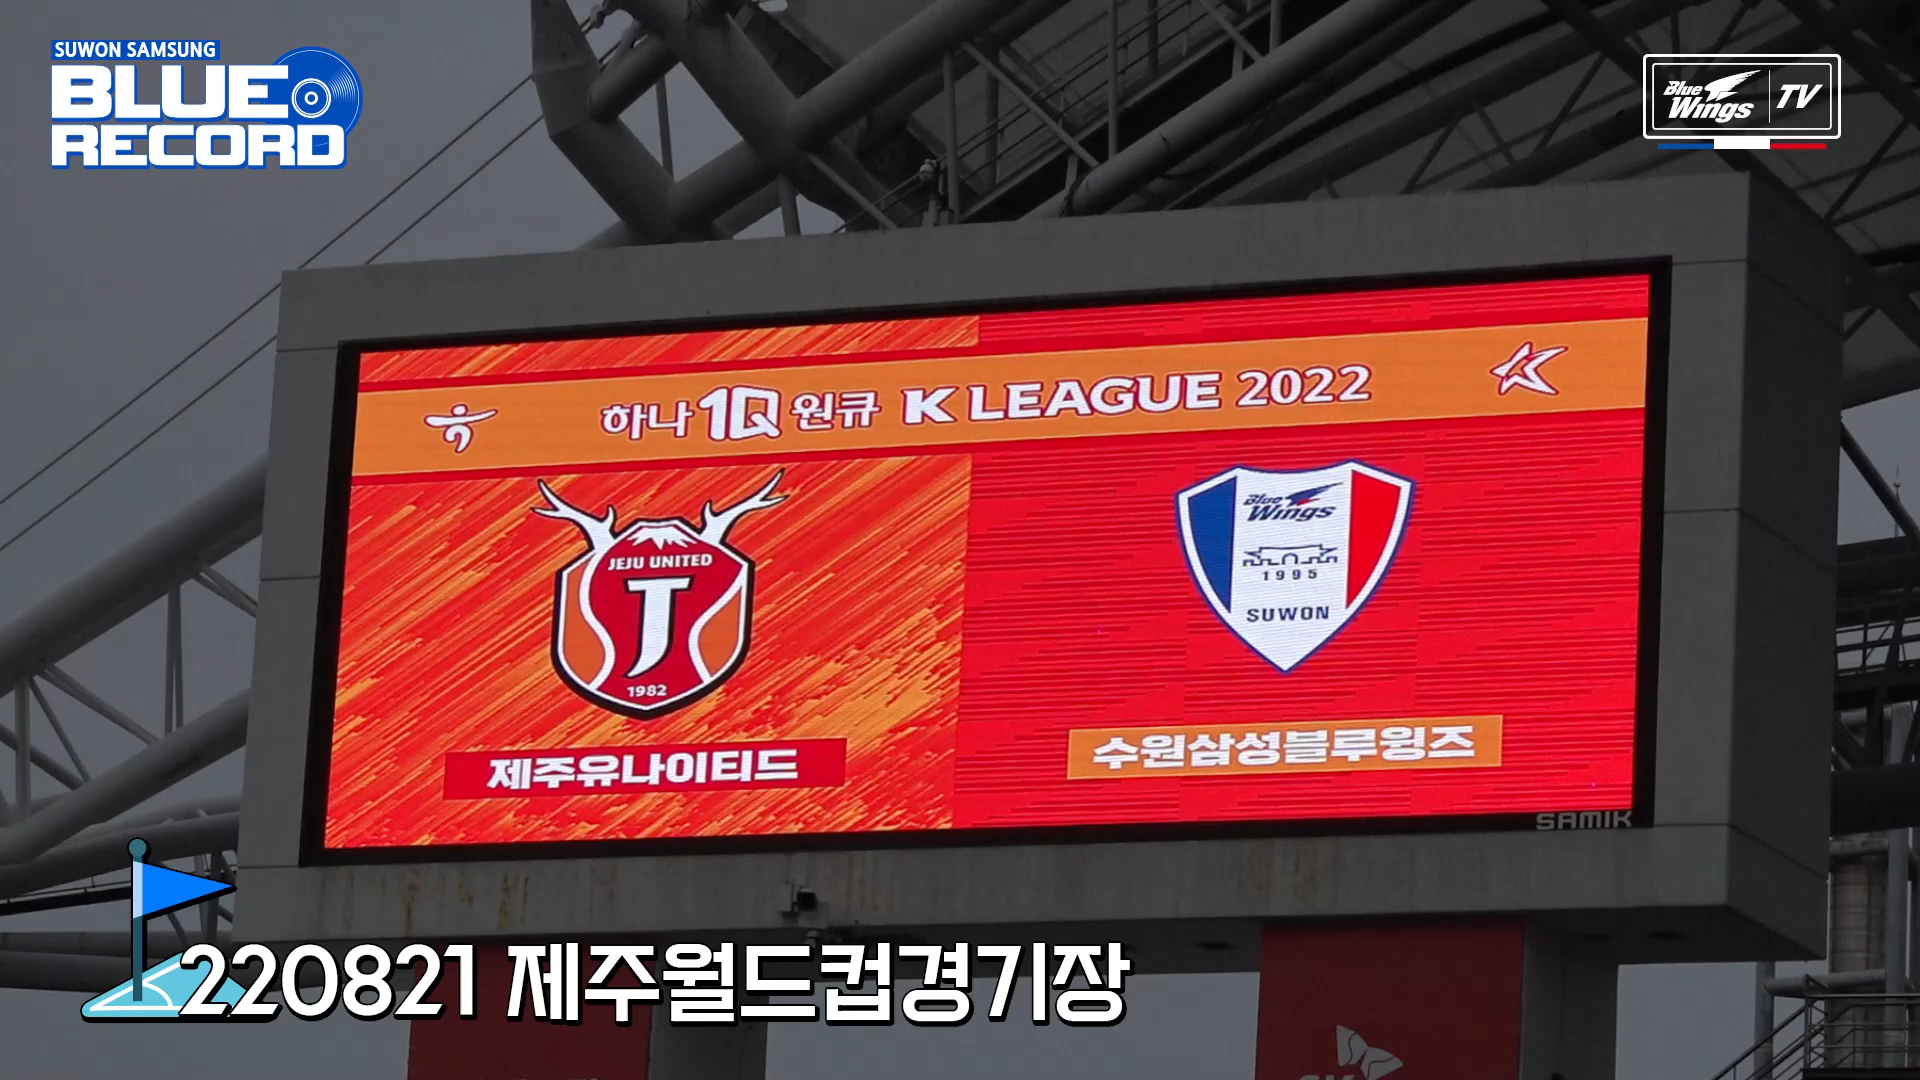 SUWON SAMSUNG
BLUE
RECORD
Blue Wings TV
하나 1Q 원큐 K LEAGUE 2022
JEJU UNITED
J
1982
제주유나이티드
Blue
Wings
1995
SUWON
수원삼성블루윙즈
SAMIK
220821 제주월드컵경기장
SK